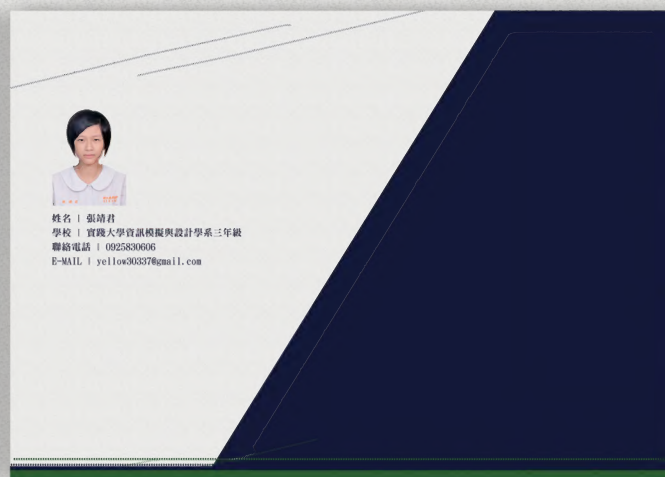 姓名 | 張靖君
學校 | 實踐大學資訊模擬與設計學系三年級
聯絡電話 | 0925830606
E-MAIL | yellow30337@gmail.com